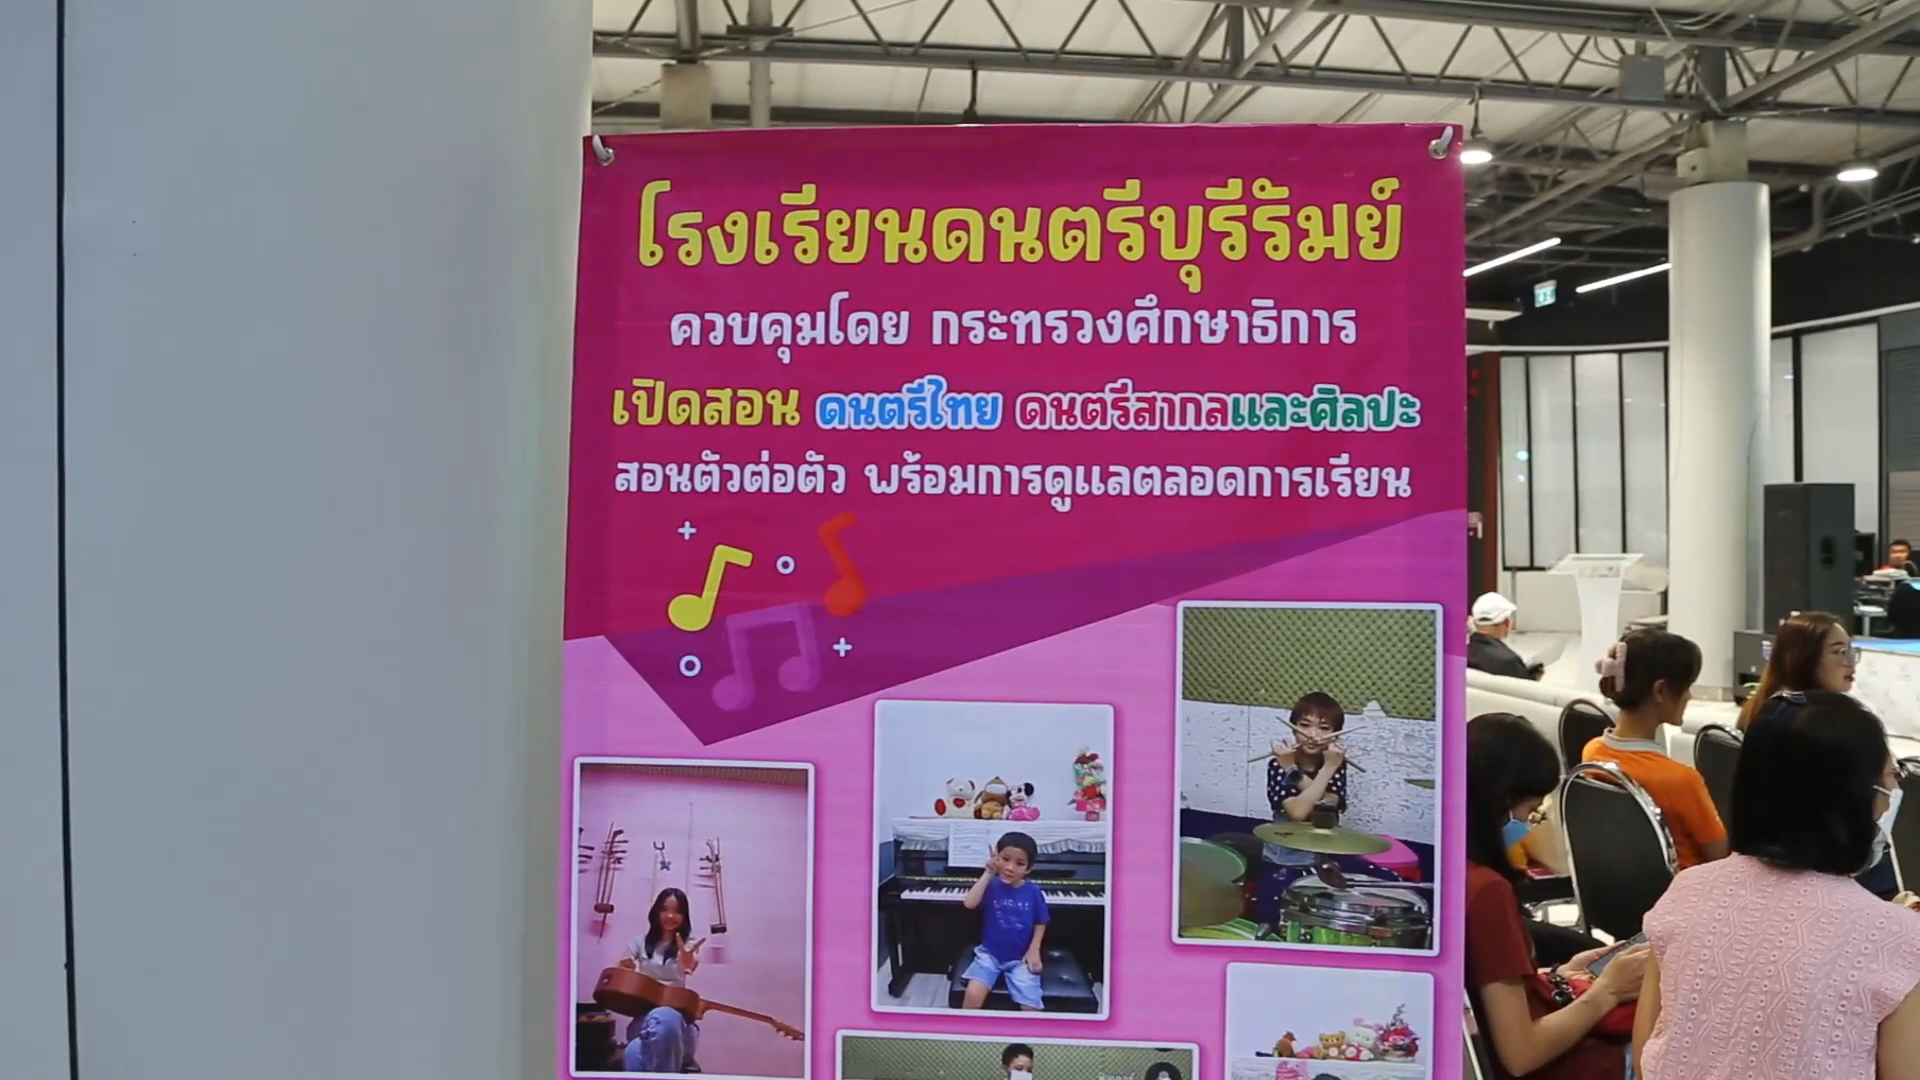 โรงเรียนดนตรีบุรีรัมย์
ควบคุมโดย กระทรวงศึกษาธิการ
เปิดสอน ดนตรีไทย ดนตรีสากลและศิลปะ
สอนตัวต่อตัว พร้อมการดูแลตลอดการเรียน